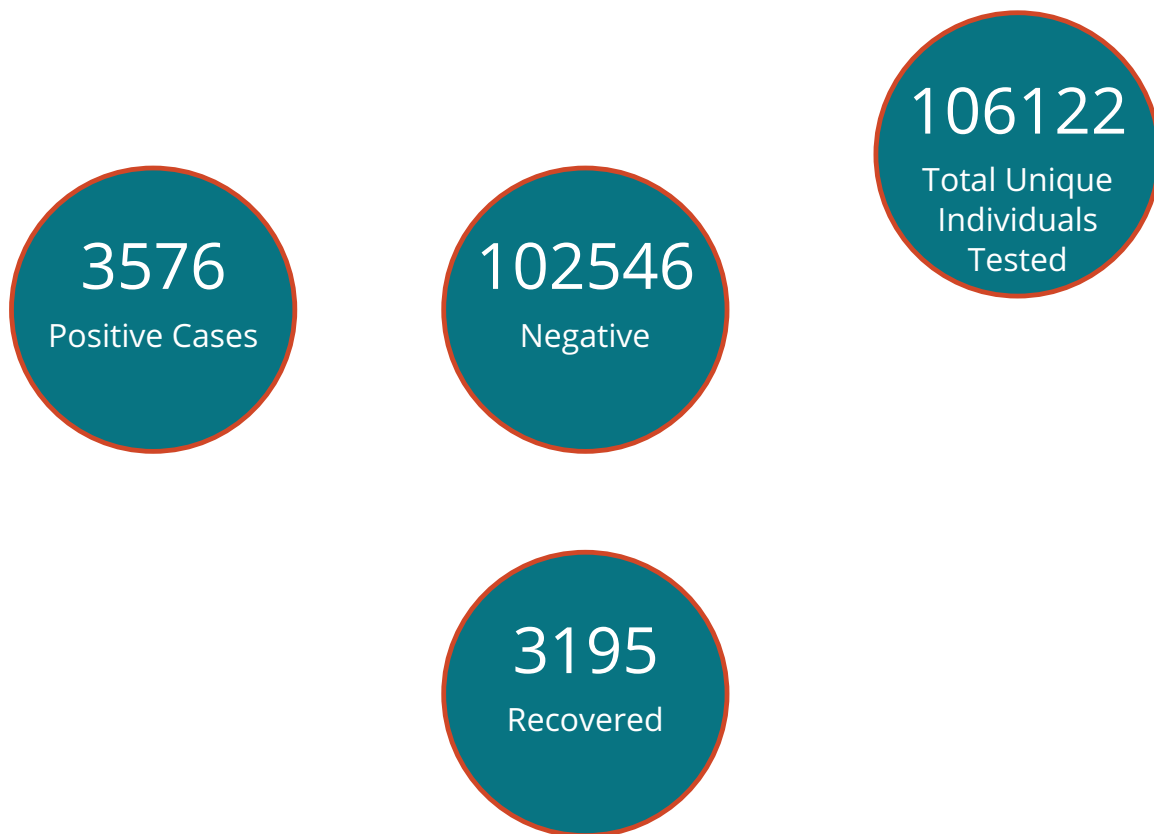 3576
Positive Cases
102546
Negative
106122
Total Unique
Individuals
Tested
3195
Recovered